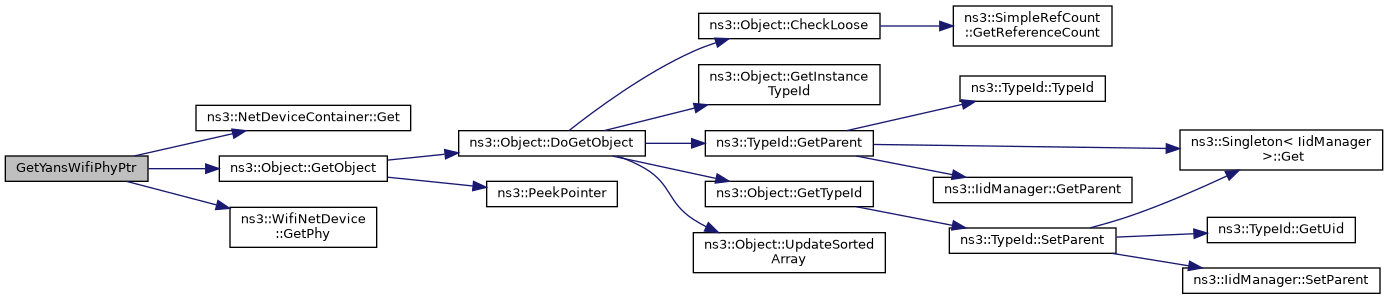 GetYansWifiPhyPtr
ns3::NetDeviceContainer::Get
ns3::Object::GetObject
ns3::WifiNetDevice
::GetPhy
ns3::Object::DoGetObject
ns3::PeekPointer
ns3::Object::CheckLoose
ns3::Object::GetInstance
TypeId
ns3::TypeId::GetParent
ns3::Object::GetTypeId
ns3::Object::UpdateSorted
Array
ns3::SimpleRefCount
::GetReferenceCount
ns3::TypeId::TypeId
ns3::IidManager::GetParent
ns3::TypeId::SetParent
ns3::Singleton< IidManager
>::Get
ns3::TypeId::GetUid
ns3::IidManager::SetParent